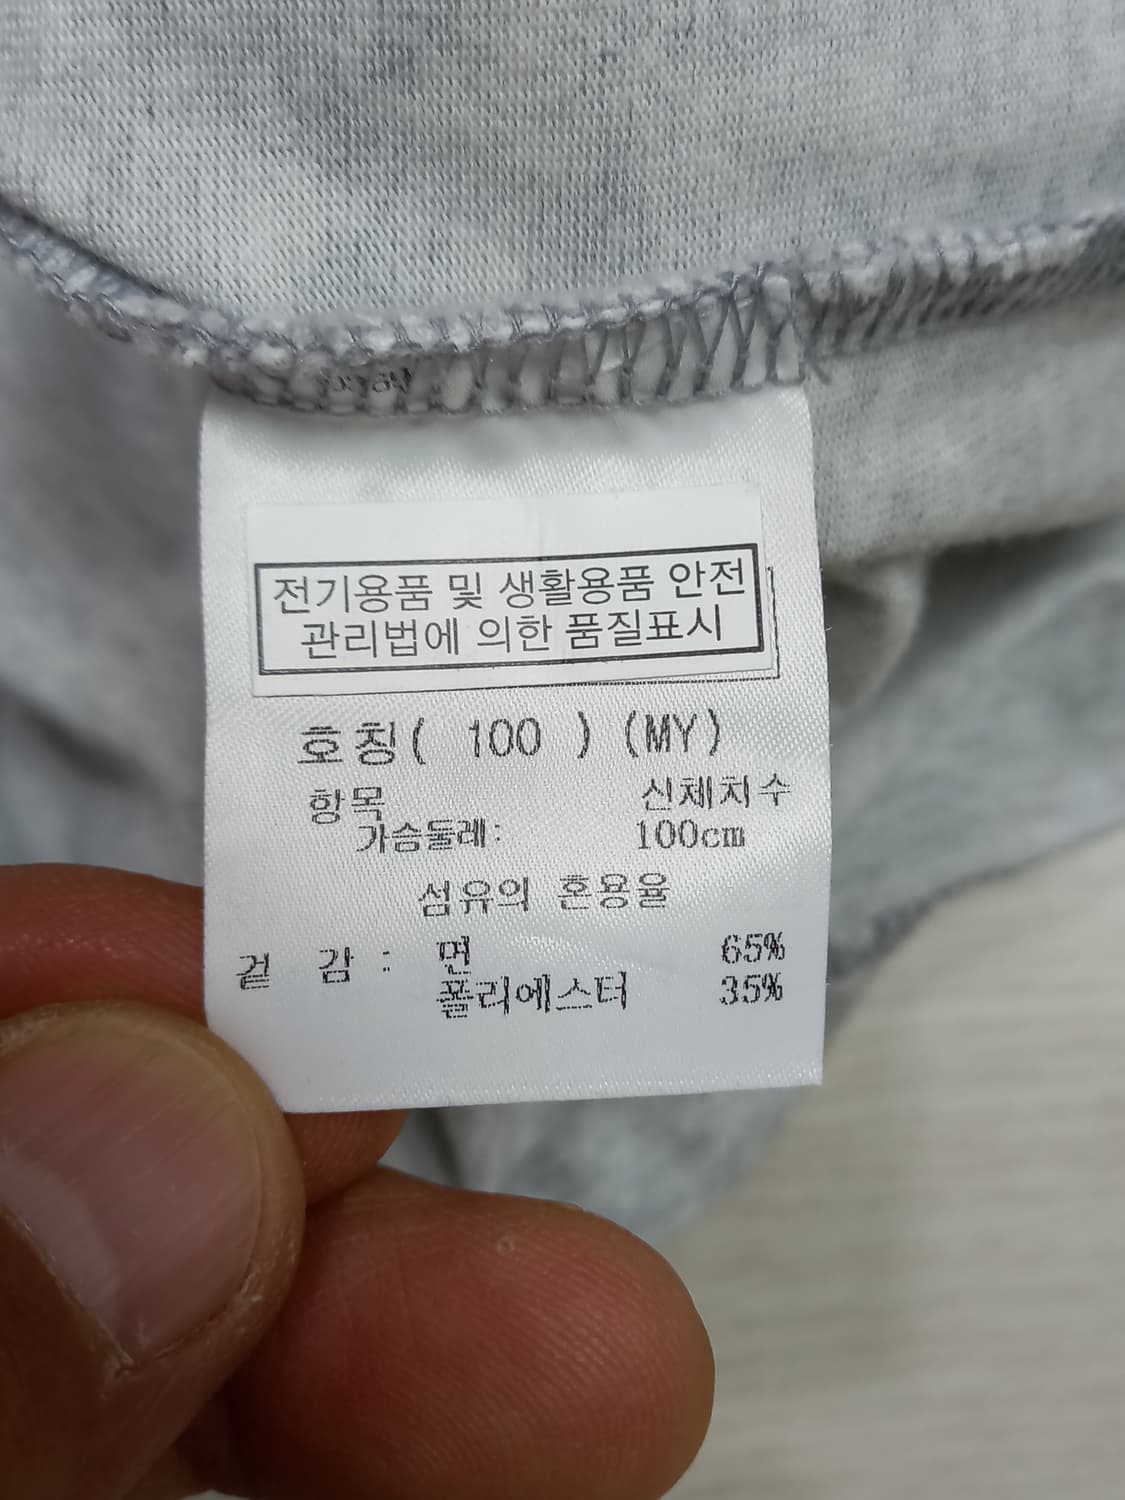 전기용품 및 생활용품 안전
관리법에 의한 품질표시
호칭( 100 ) (MY)
항목 신체치수
가슴둘레: 100cm
섬유의 혼용율
겉 감 : 면 65%
폴리에스터 35%